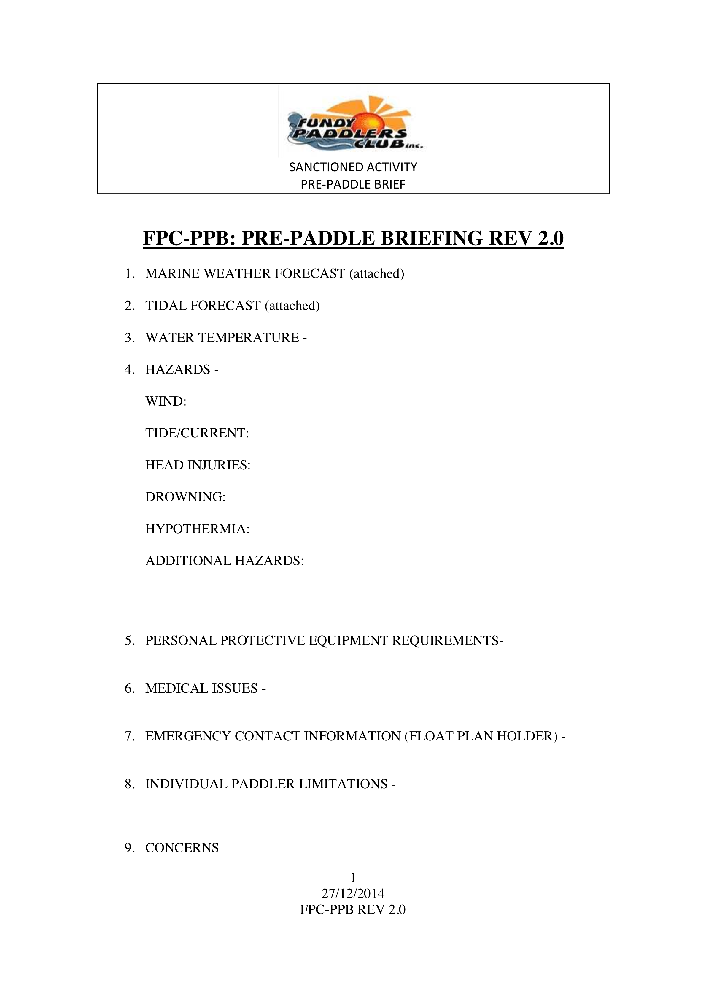 FUNDY
PADDLERS
CLUB inc.
SANCTIONED ACTIVITY
PRE-PADDLE BRIEF
FPC-PPB: PRE-PADDLE BRIEFING REV 2.0
1. MARINE WEATHER FORECAST (attached)
2. TIDAL FORECAST (attached)
3. WATER TEMPERATURE -
4. HAZARDS -
WIND:
TIDE/CURRENT:
HEAD INJURIES:
DROWNING:
HYPOTHERMIA:
ADDITIONAL HAZARDS:
5. PERSONAL PROTECTIVE EQUIPMENT REQUIREMENTS-
6. MEDICAL ISSUES -
7. EMERGENCY CONTACT INFORMATION (FLOAT PLAN HOLDER) -
8. INDIVIDUAL PADDLER LIMITATIONS -
9. CONCERNS -
1
27/12/2014
FPC-PPB REV 2.0